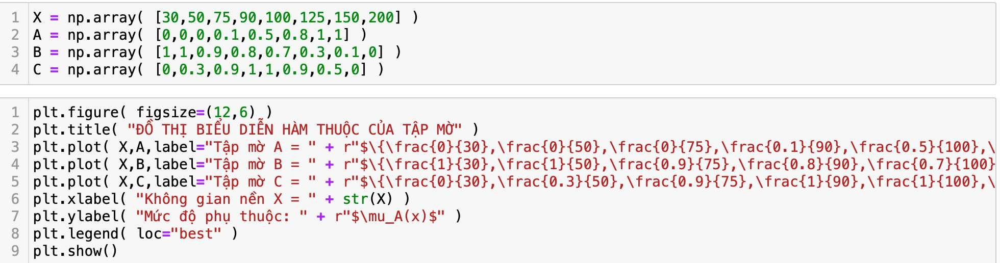 1 X = np.array( [30,50,75,90,100,125,150,200] )
2 A = np.array( [0,0,0,0.1,0.5,0.8,1,1] )
3 B = np.array( [1,1,0.9,0.8,0.7,0.3,0.1,0] )
4 C = np.array( [0,0.3,0.9,1,1,0.9,0.5,0] )
1 plt.figure( figsize=(12,6) )
2 plt.title( "ĐỒ THỊ BIỂU DIỄN HÀM THUỘC CỦA TẬP MỜ" )
3 plt.plot( X,A,label="Tập mờ A = " + r"$\{\frac{0}{30},\frac{0}{50},\frac{0}{75},\frac{0.1}{90},\frac{0.5}{100},\
4 plt.plot( X,B,label="Tập mờ B = " + r"$\{\frac{1}{30},\frac{1}{50},\frac{0.9}{75},\frac{0.8}{90},\frac{0.7}{100}
5 plt.plot( X,C,label="Tập mờ C = " + r"$\{\frac{0}{30},\frac{0.3}{50},\frac{0.9}{75},\frac{1}{90},\frac{1}{100},\
6 plt.xlabel( "Không gian nền X = " + str(X) )
7 plt.ylabel( "Mức độ phụ thuộc: " + r"$\mu_A(x)$" )
8 plt.legend( loc="best" )
9 plt.show()